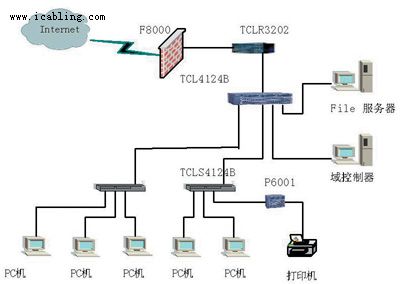 www.icabling.com
Internet
F8000
TCLR3202
TCL4124B
File 服务器
TCLS4124B
P6001
域控制器
PC机
PC机
PC机
PC机
PC机
打印机